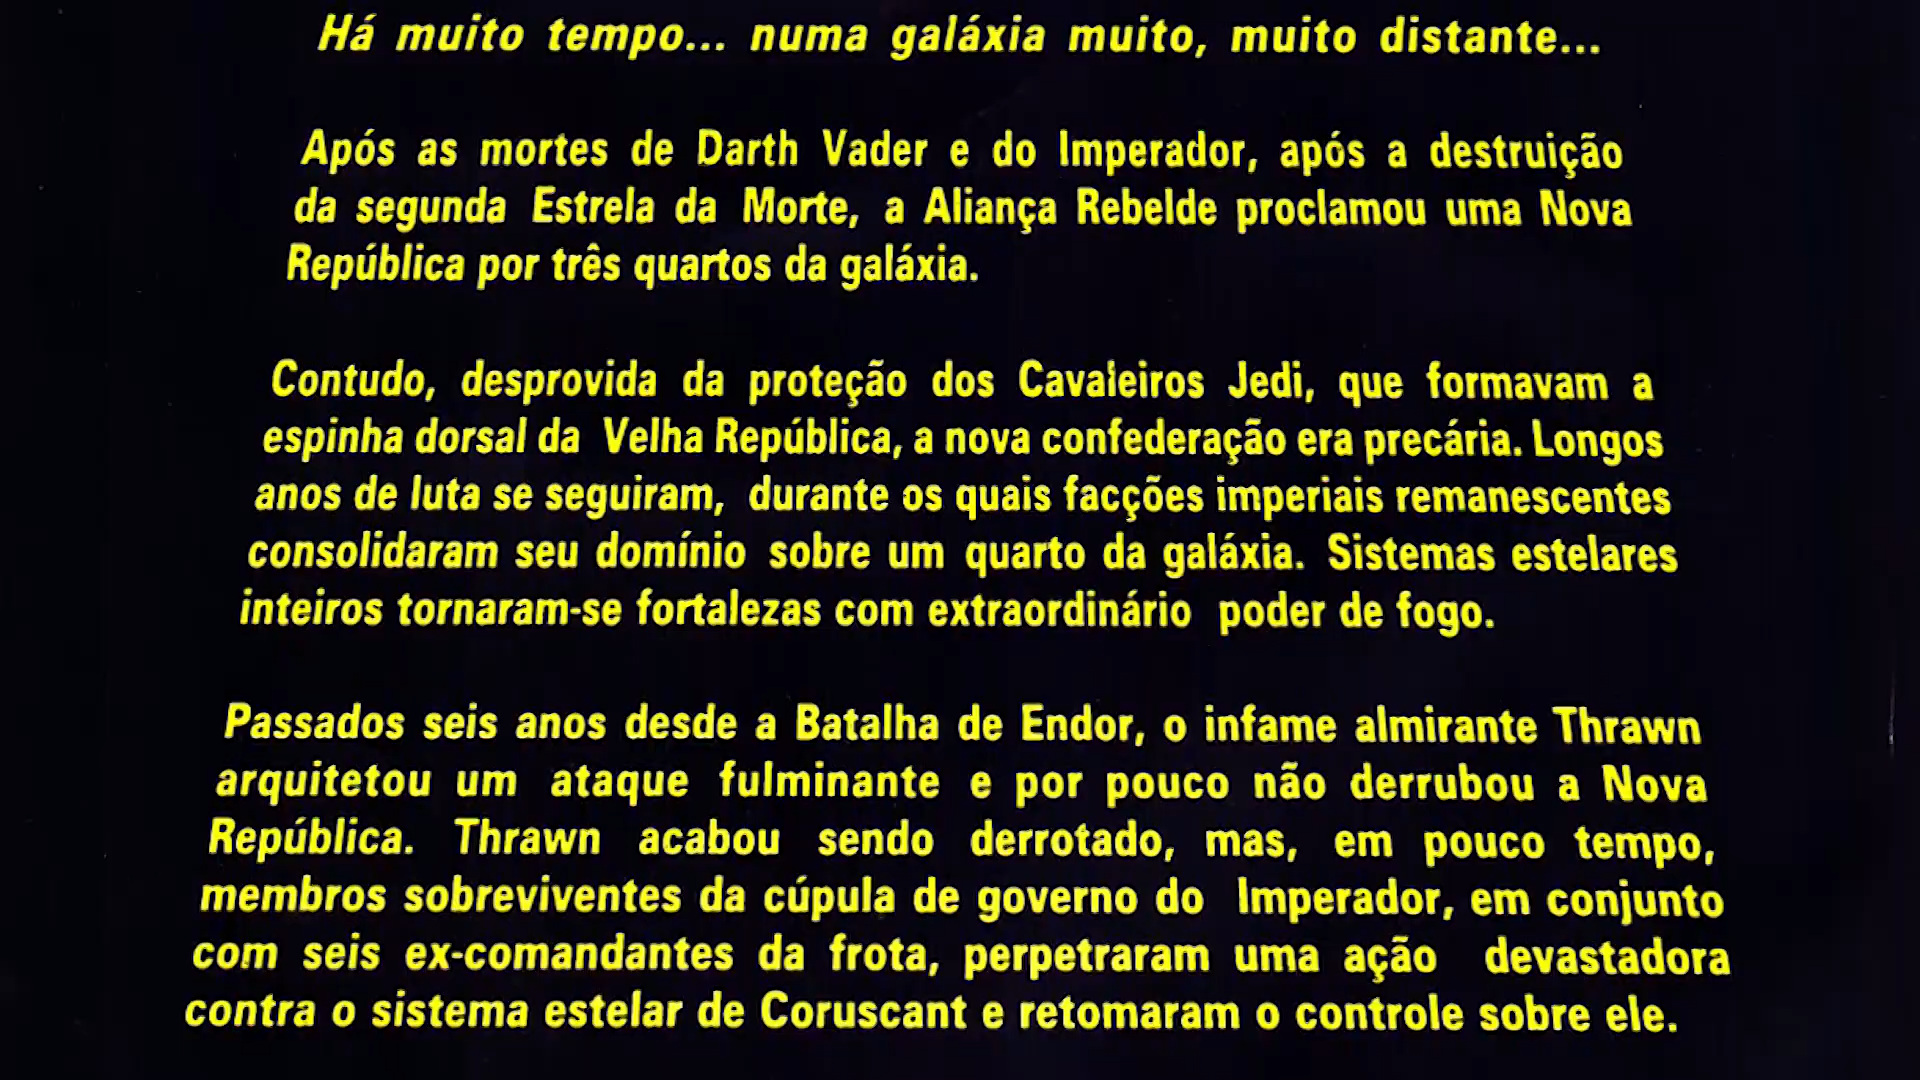 Há muito tempo... numa galáxia muito, muito distante...
Após as mortes de Darth Vader e do Imperador, após a destruição
da segunda Estrela da Morte, a Aliança Rebelde proclamou uma Nova
República por três quartos da galáxia.
Contudo, desprovida da proteção dos Cavaleiros Jedi, que formavam a
espinha dorsal da Velha República, a nova confederação era precária. Longos
anos de luta se seguiram, durante os quais facções imperiais remanescentes
consolidaram seu domínio sobre um quarto da galáxia. Sistemas estelares
inteiros tornaram-se fortalezas com extraordinário poder de fogo.
Passados seis anos desde a Batalha de Endor, o infame almirante Thrawn
arquitetou um ataque fulminante e por pouco não derrubou a Nova
República. Thrawn acabou sendo derrotado, mas, em pouco tempo,
membros sobreviventes da cúpula de governo do Imperador, em conjunto
com seis ex-comandantes da frota, perpetraram uma ação devastadora
contra o sistema estelar de Coruscant e retomaram o controle sobre ele.